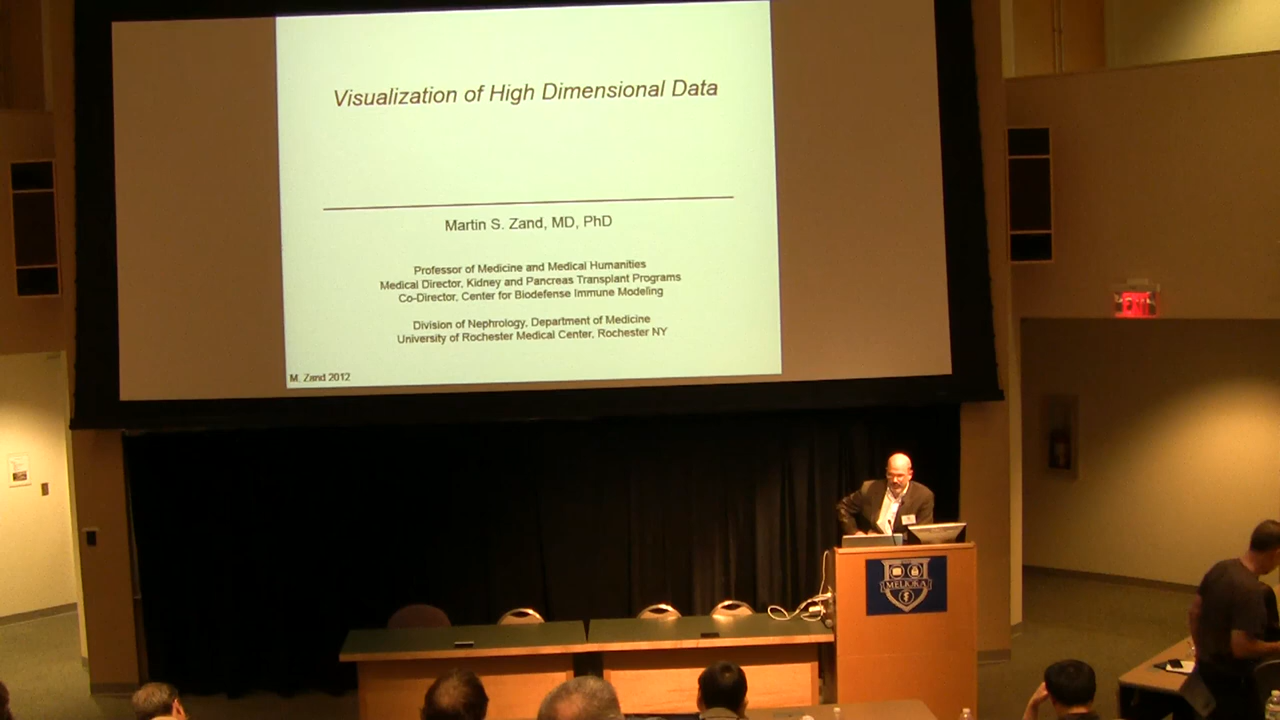 Visualization of High Dimensional Data
Martin S. Zand, MD, PhD
Professor of Medicine and Medical Humanities
Medical Director, Kidney and Pancreas Transplant Programs
Co-Director, Center for Biodefense Immune Modeling
Division of Nephrology, Department of Medicine
University of Rochester Medical Center, Rochester NY
M. Zand 2012
MELIORA